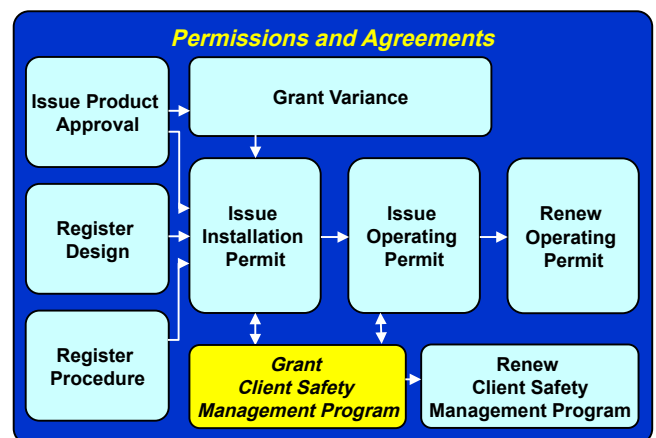 Permissions and Agreements
Issue Product
Approval
Grant Variance
Register
Design
Issue
Installation
Permit
Issue
Operating
Permit
Renew
Operating
Permit
Register
Procedure
Grant
Client Safety
Management Program
Renew
Client Safety
Management Program